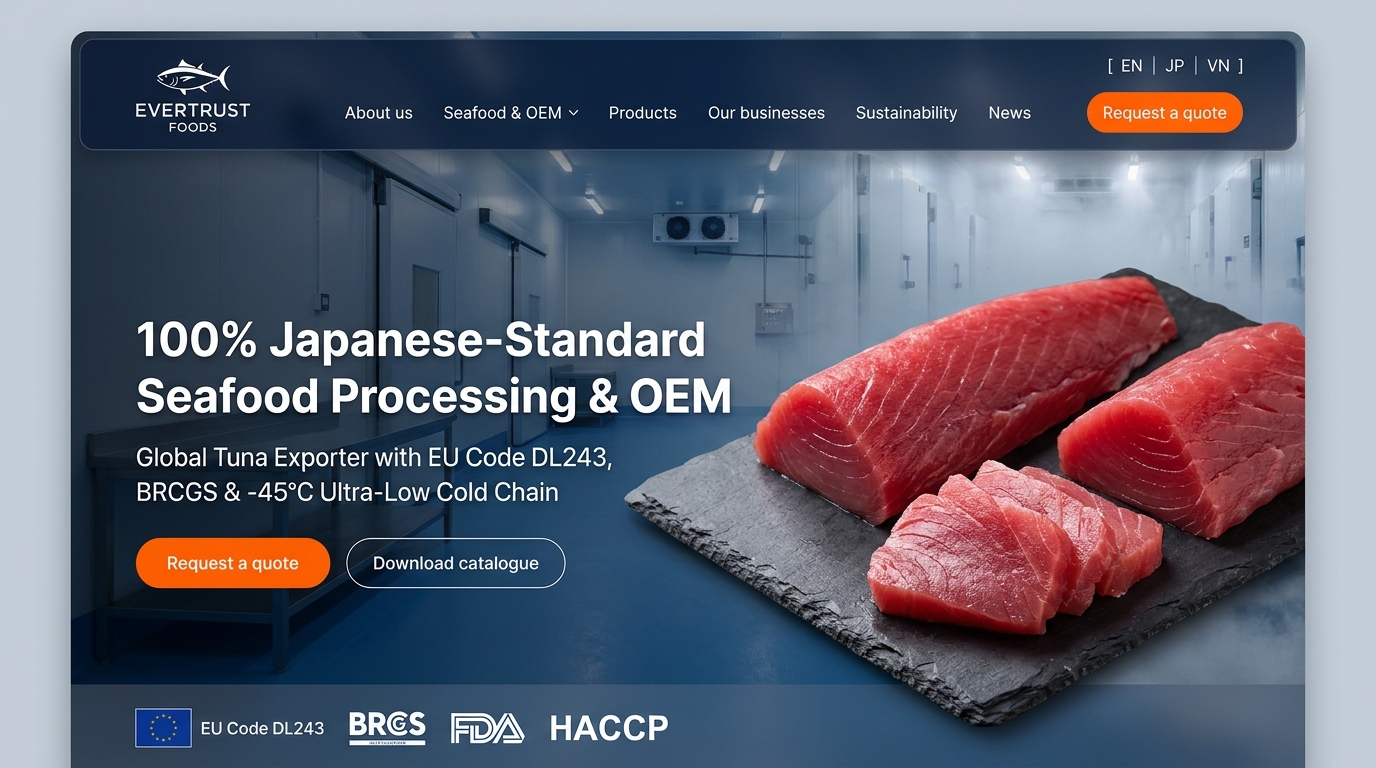 [ EN | JP | VN ]
EVERTRUST
FOODS
About us
Seafood & OEM
Products
Our businesses
Sustainability
News
Request a quote
100% Japanese-Standard
Seafood Processing & OEM
Global Tuna Exporter with EU Code DL243,
BRCGS & -45°C Ultra-Low Cold Chain
Request a quote
Download catalogue
EU Code DL243
BRCGS
FDA
HACCP